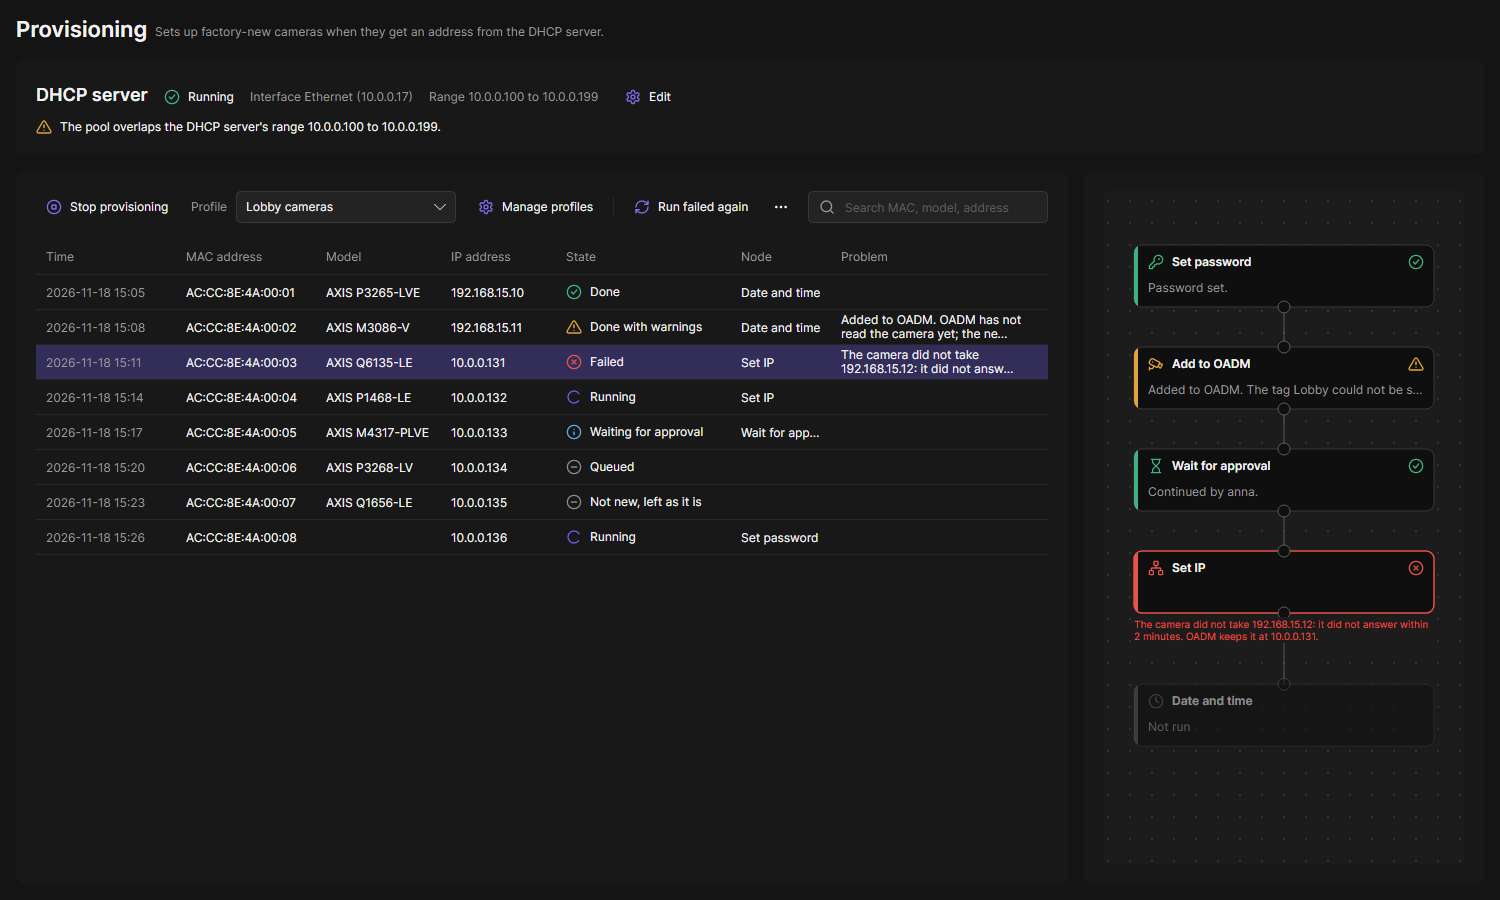 Provisioning Sets up factory-new cameras when they get an address from the DHCP server.
DHCP server Running Interface Ethernet (10.0.0.17) Range 10.0.0.100 to 10.0.0.199 Edit
The pool overlaps the DHCP server's range 10.0.0.100 to 10.0.0.199.
Stop provisioning Profile Lobby cameras Manage profiles Run failed again ... Search MAC, model, address
Time MAC address Model IP address State Node Problem
2026-11-18 15:05 AC:CC:8E:4A:00:01 AXIS P3265-LVE 192.168.15.10 Done Date and time
2026-11-18 15:08 AC:CC:8E:4A:00:02 AXIS M3086-V 192.168.15.11 Done with warnings Date and time Added to OADM. OADM has not
read the camera yet; the ne...
2026-11-18 15:11 AC:CC:8E:4A:00:03 AXIS Q6135-LE 10.0.0.131 Failed Set IP The camera did not take
192.168.15.12: it did not answ...
2026-11-18 15:14 AC:CC:8E:4A:00:04 AXIS P1468-LE 10.0.0.132 Running Set IP
2026-11-18 15:17 AC:CC:8E:4A:00:05 AXIS M4317-PLVE 10.0.0.133 Waiting for approval Wait for app...
2026-11-18 15:20 AC:CC:8E:4A:00:06 AXIS P3268-LV 10.0.0.134 Queued
2026-11-18 15:23 AC:CC:8E:4A:00:07 AXIS Q1656-LE 10.0.0.135 Not new, left as it is
2026-11-18 15:26 AC:CC:8E:4A:00:08 10.0.0.136 Running Set password
Set password
Password set.
Add to OADM
Added to OADM. The tag Lobby could not be s...
Wait for approval
Continued by anna.
Set IP
The camera did not take 192.168.15.12: it did not answer within
2 minutes. OADM keeps it at 10.0.0.131.
Date and time
Not run